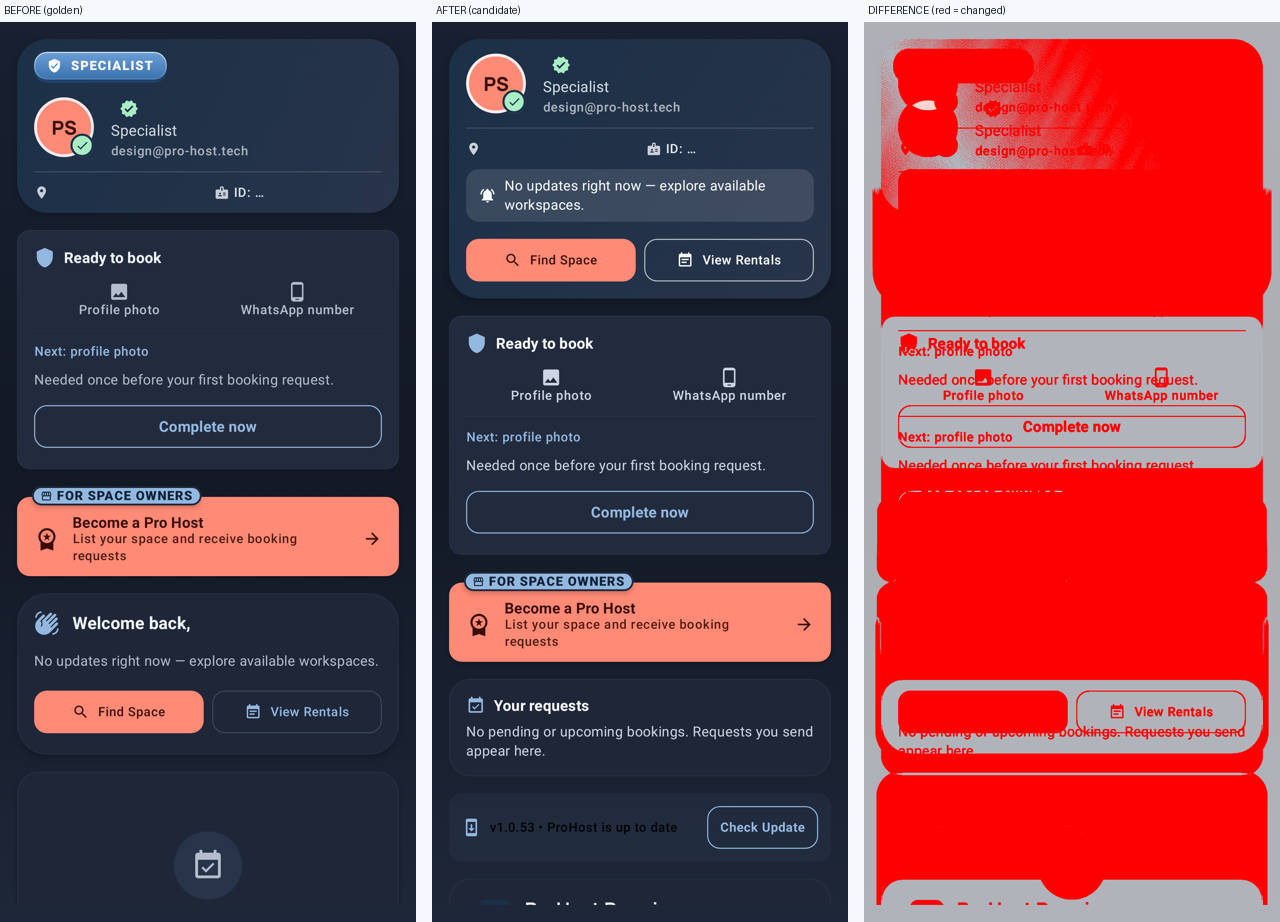 BEFORE (golden)
SPECIALIST
PS
Specialist
design@pro-host.tech
ID: ...
Ready to book
Profile photo
WhatsApp number
Next: profile photo
Needed once before your first booking request.
Complete now
FOR SPACE OWNERS
Become a Pro Host
List your space and receive booking
requests
Welcome back,
No updates right now — explore available workspaces.
Find Space
View Rentals
AFTER (candidate)
PS
Specialist
design@pro-host.tech
ID: ...
No updates right now — explore available
workspaces.
Find Space
View Rentals
Ready to book
Profile photo
WhatsApp number
Next: profile photo
Needed once before your first booking request.
Complete now
FOR SPACE OWNERS
Become a Pro Host
List your space and receive booking
requests
Your requests
No pending or upcoming bookings. Requests you send
appear here.
v1.0.53 • ProHost is up to date
Check Update
DIFFERENCE (red = changed)
Specialist
design@pro-host.tech
Specialist
design@pro-host.tech
Ready to book
Next: profile photo
Needed once before your first booking request.
Profile photo
WhatsApp number
Complete now
Next: profile photo
Needed once before your first booking request.
View Rentals
No pending or upcoming bookings. Requests you send
appear here.